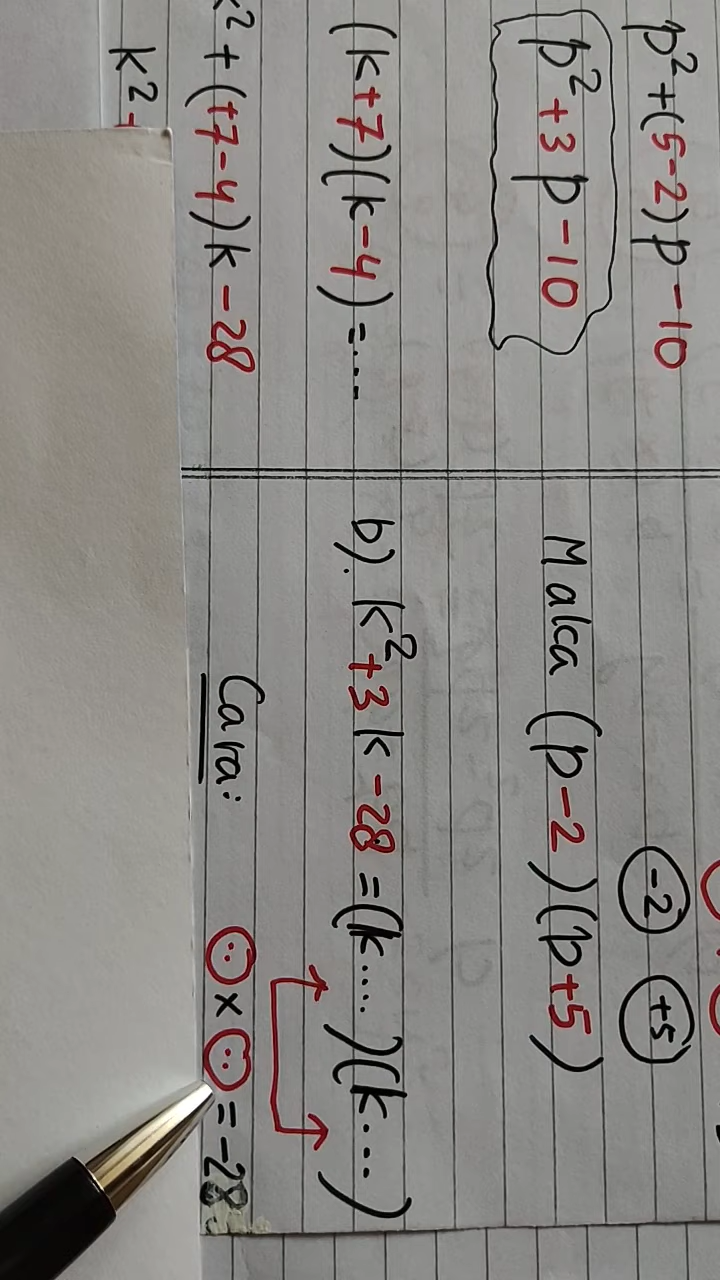 p²+(5-2)p-10
p²+3p-10
(k+7)(k-4)=...
k²+(+7-4)k-28
k²
-2 +5
Maka (p-2)(p+5)
b). k²+3k-28=(k....)(k...)
Cara: .. x .. = -28